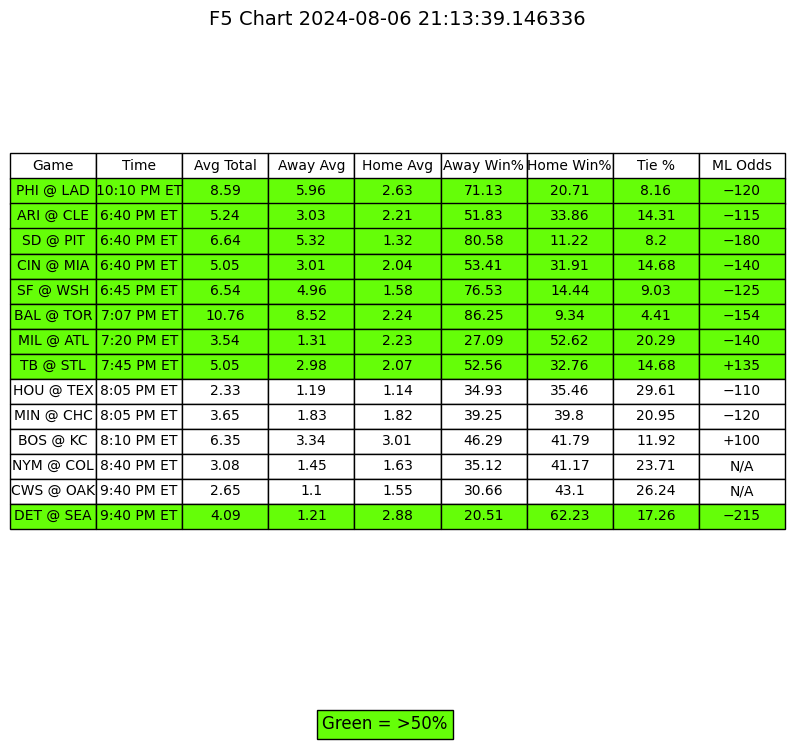 F5 Chart 2024-08-06 21:13:39.146336
Game Time Avg Total Away Avg Home Avg Away Win% Home Win% Tie % ML Odds
PHI @ LAD 10:10 PM ET 8.59 5.96 2.63 71.13 20.71 8.16 −120
ARI @ CLE 6:40 PM ET 5.24 3.03 2.21 51.83 33.86 14.31 −115
SD @ PIT 6:40 PM ET 6.64 5.32 1.32 80.58 11.22 8.2 −180
CIN @ MIA 6:40 PM ET 5.05 3.01 2.04 53.41 31.91 14.68 −140
SF @ WSH 6:45 PM ET 6.54 4.96 1.58 76.53 14.44 9.03 −125
BAL @ TOR 7:07 PM ET 10.76 8.52 2.24 86.25 9.34 4.41 −154
MIL @ ATL 7:20 PM ET 3.54 1.31 2.23 27.09 52.62 20.29 −140
TB @ STL 7:45 PM ET 5.05 2.98 2.07 52.56 32.76 14.68 +135
HOU @ TEX 8:05 PM ET 2.33 1.19 1.14 34.93 35.46 29.61 −110
MIN @ CHC 8:05 PM ET 3.65 1.83 1.82 39.25 39.8 20.95 −120
BOS @ KC 8:10 PM ET 6.35 3.34 3.01 46.29 41.79 11.92 +100
NYM @ COL 8:40 PM ET 3.08 1.45 1.63 35.12 41.17 23.71 N/A
CWS @ OAK 9:40 PM ET 2.65 1.1 1.55 30.66 43.1 26.24 N/A
DET @ SEA 9:40 PM ET 4.09 1.21 2.88 20.51 62.23 17.26 −215
Green = >50%